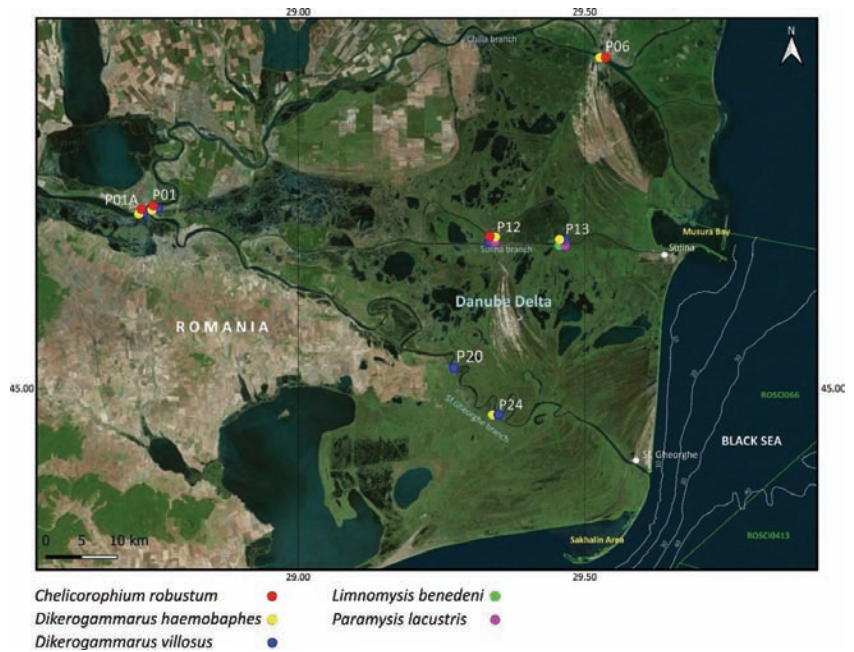 29.00
29.50
Chilia branch
P06
N
P01A
P01
P12
P13
Sulina branch
Musura Bay
Sulina
Danube Delta
ROMANIA
P20
45.00
45.00
P24
Sf.Gheorghe branch
Sf. Gheorghe
ROSCI066
BLACK SEA
ROSCI0413
Sakhalin Area
0 5 10 km
29.00
29.50
Chelicorophium robustum
Limnomysis benedeni
Dikerogammarus haemobaphes
Paramysis lacustris
Dikerogammarus villosus